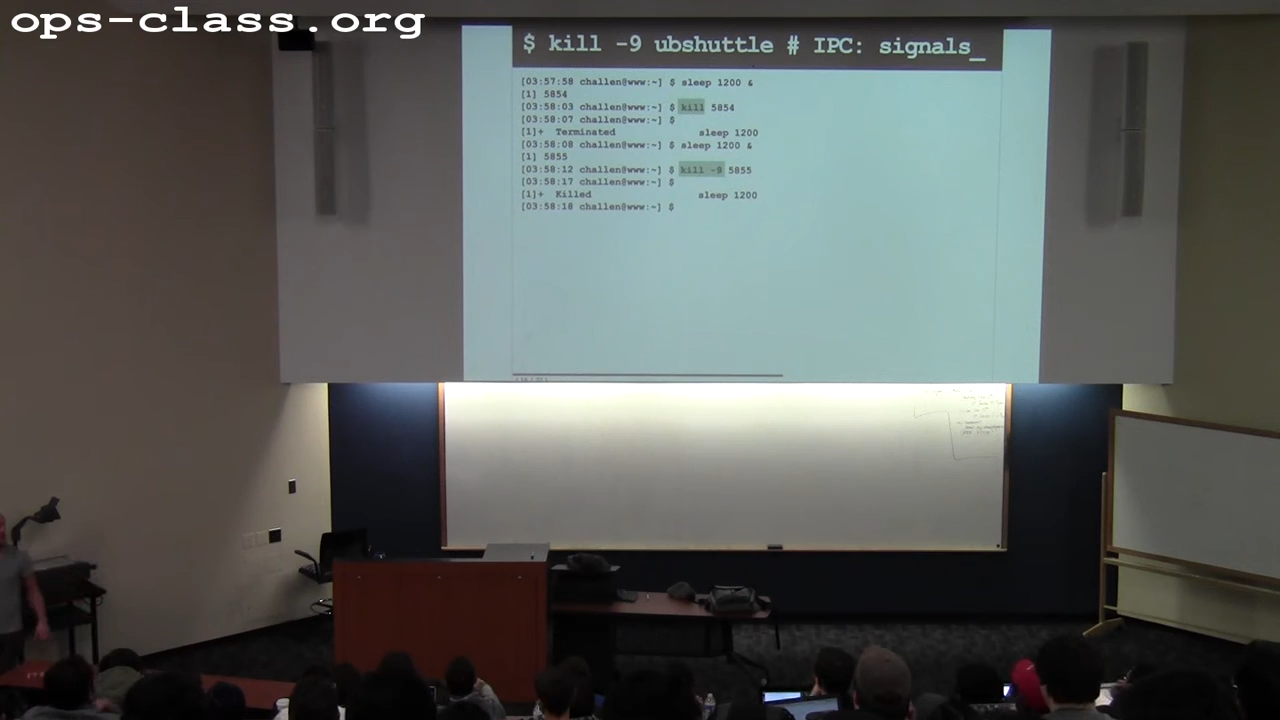 ops-class.org
$ kill -9 ubshuttle # IPC: signals_
[03:57:58 challen@www:~] $ sleep 1200 &
[1] 5854
[03:58:03 challen@www:~] $ kill 5854
[03:58:07 challen@www:~] $
[1]+ Terminated sleep 1200
[03:58:08 challen@www:~] $ sleep 1200 &
[1] 5855
[03:58:12 challen@www:~] $ kill -9 5855
[03:58:17 challen@www:~] $
[1]+ Killed sleep 1200
[03:58:18 challen@www:~] $